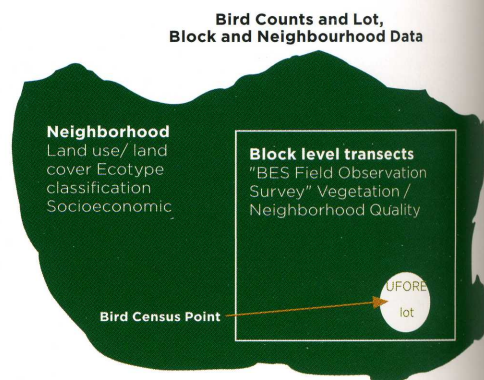 Bird Counts and Lot,
Block and Neighbourhood Data
Neighborhood
Land use/ land
cover Ecotype
classification
Socioeconomic
Block level transects
"BES Field Observation
Survey" Vegetation /
Neighborhood Quality
UFORE
lot
Bird Census Point